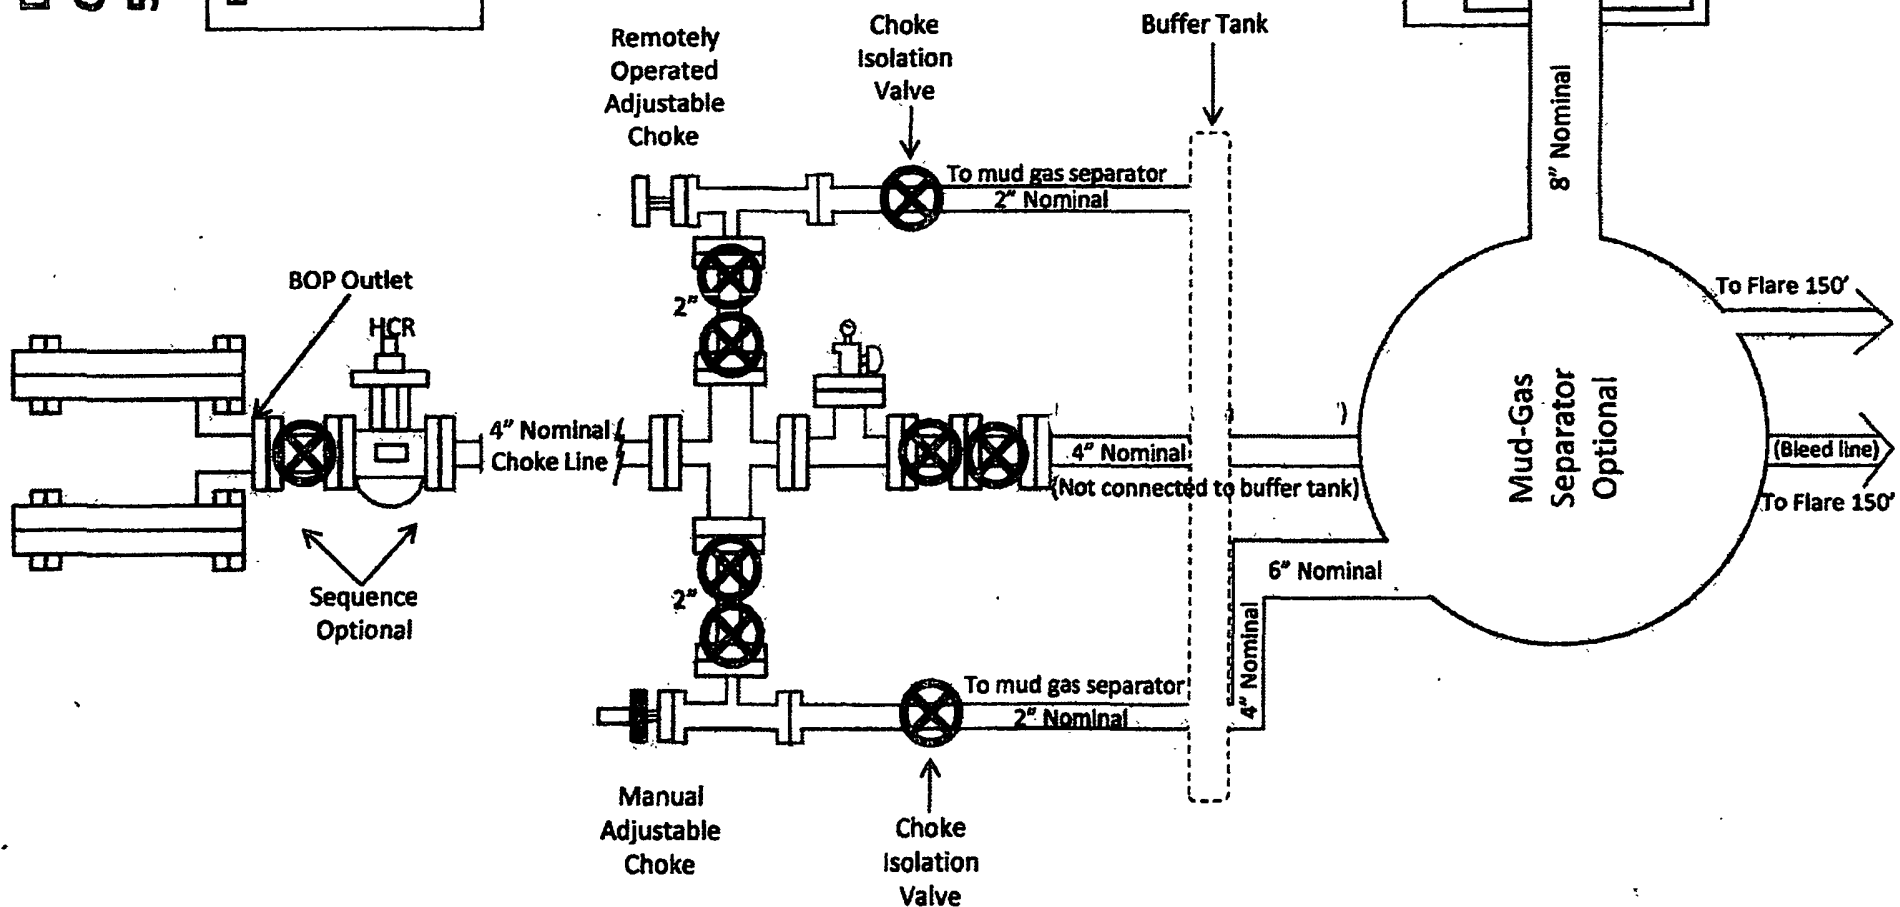 Remotely
Operated
Adjustable
Choke
Choke
Isolation
Valve
Buffer Tank
8" Nominal
To mud gas separator
2" Nominal
BOP Outlet
HCR
2"
To Flare 150'
4" Nominal
Choke Line
4" Nominal
(Not connected to buffer tank)
Mud-Gas
Separator
Optional
(Bleed line)
To Flare 150'
Sequence
Optional
2"
6" Nominal
4" Nominal
To mud gas separator
2" Nominal
Manual
Adjustable
Choke
Choke
Isolation
Valve